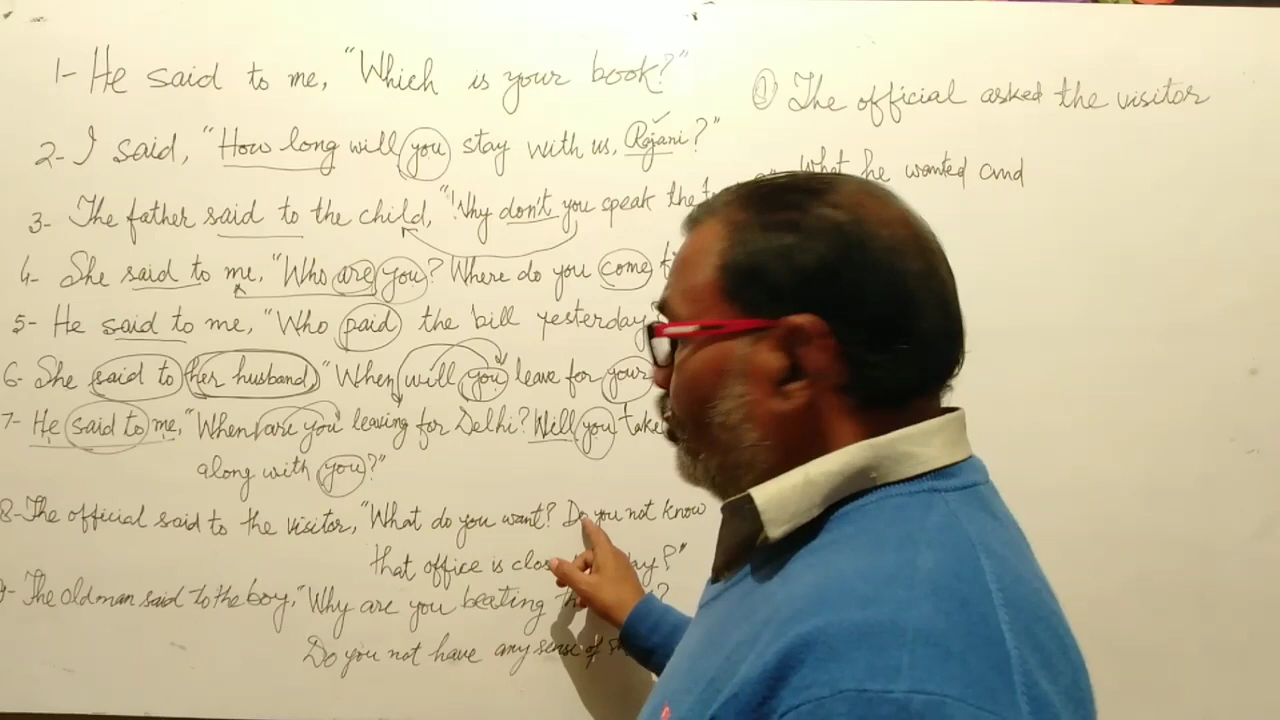 1- He said to me, "Which is your book?"
2- I said, "How long will you stay with us, Rajani?"
3- The father said to the child, "Why don't you speak the
4- She said to me, "Who are you? Where do you come
5- He said to me, "Who paid the bill yesterday
6- She said to her husband, "When will you leave for your
7- He said to me, "When are you leaving for Delhi? Will you take
along with you?"
8- The official said to the visitor, "What do you want? Do you not know
that office is
9- The oldman said to the boy, "Why are you beating
Do you not have any sense of
The official asked the visitor
what he wanted and